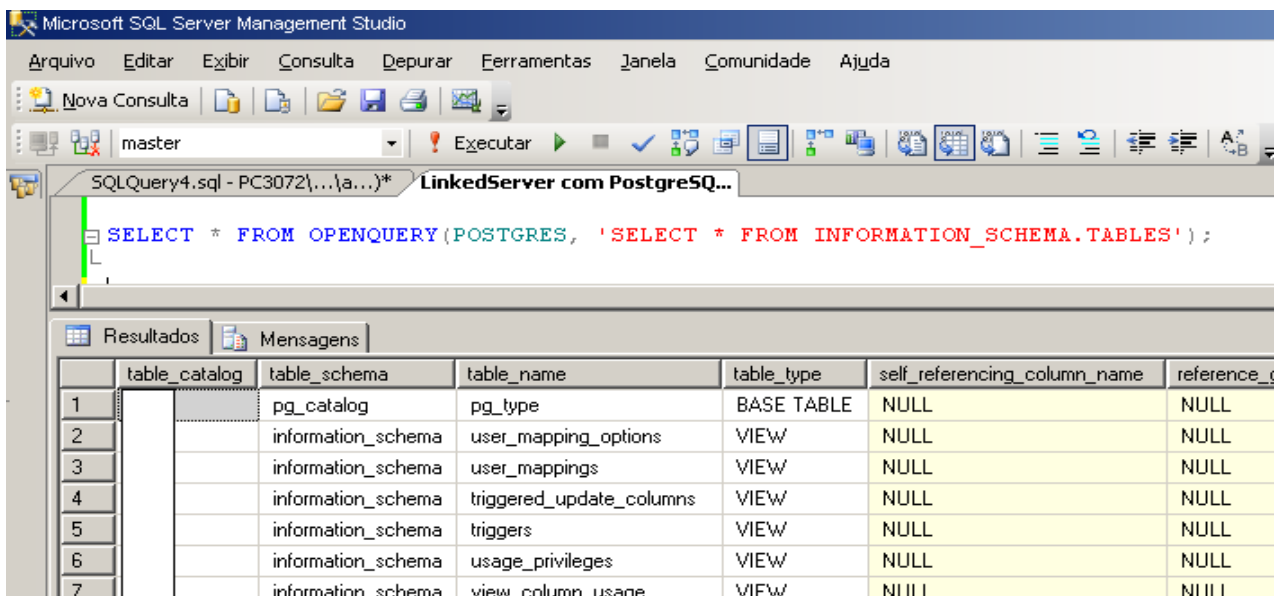 Microsoft SQL Server Management Studio
Arquivo Editar Exibir Consulta Depurar Ferramentas Janela Comunidade Ajuda
Nova Consulta
master Executar
SQLQuery4.sql - PC3072\...\a...)* LinkedServer com PostgreSQ...
SELECT * FROM OPENQUERY(POSTGRES, 'SELECT * FROM INFORMATION_SCHEMA.TABLES');
Resultados Mensagens
table_catalog table_schema table_name table_type self_referencing_column_name reference_
1 pg_catalog pg_type BASE TABLE NULL NULL
2 information_schema user_mapping_options VIEW NULL NULL
3 information_schema user_mappings VIEW NULL NULL
4 information_schema triggered_update_columns VIEW NULL NULL
5 information_schema triggers VIEW NULL NULL
6 information_schema usage_privileges VIEW NULL NULL
7 information_schema view_column_usage VIEW NULL NULL